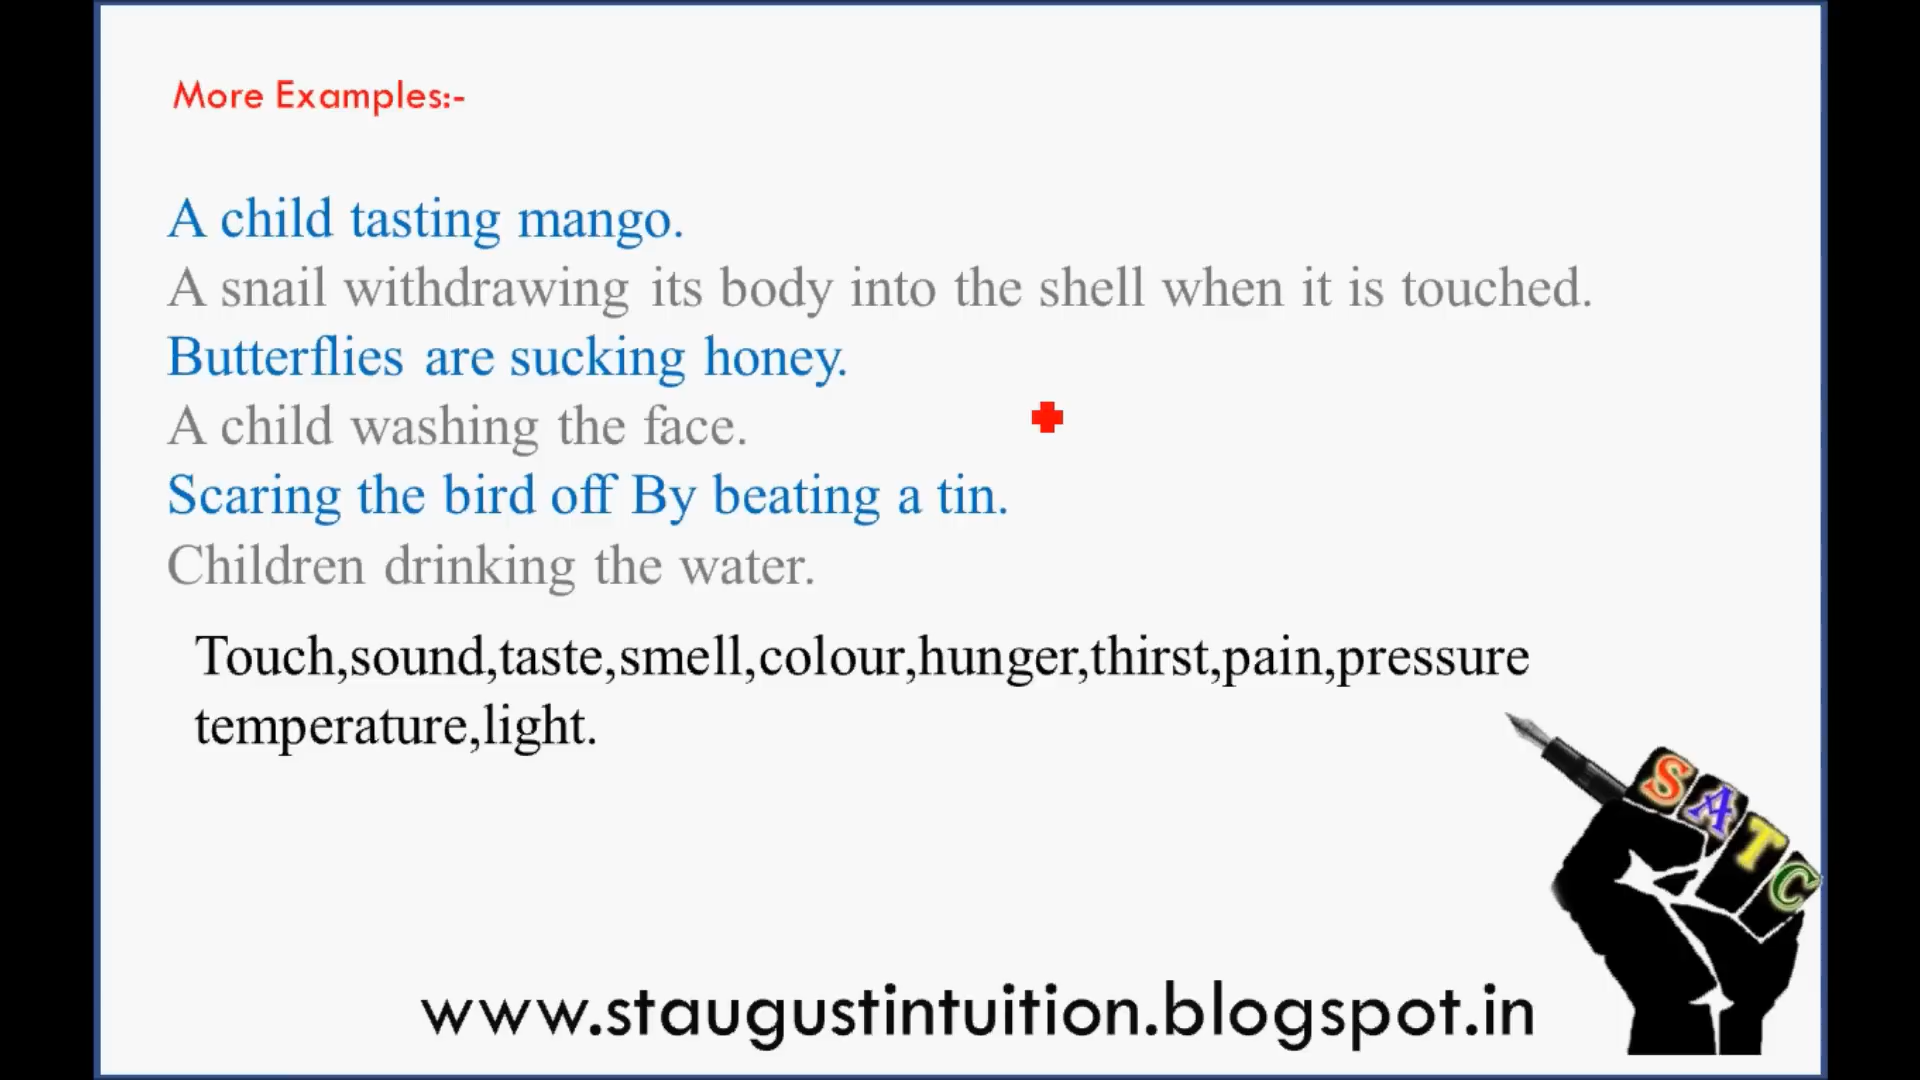 More Examples:-
A child tasting mango.
A snail withdrawing its body into the shell when it is touched.
Butterflies are sucking honey.
A child washing the face.
Scaring the bird off By beating a tin.
Children drinking the water.
Touch,sound,taste,smell,colour,hunger,thirst,pain,pressure
temperature,light.
SATC
www.staugustintuition.blogspot.in